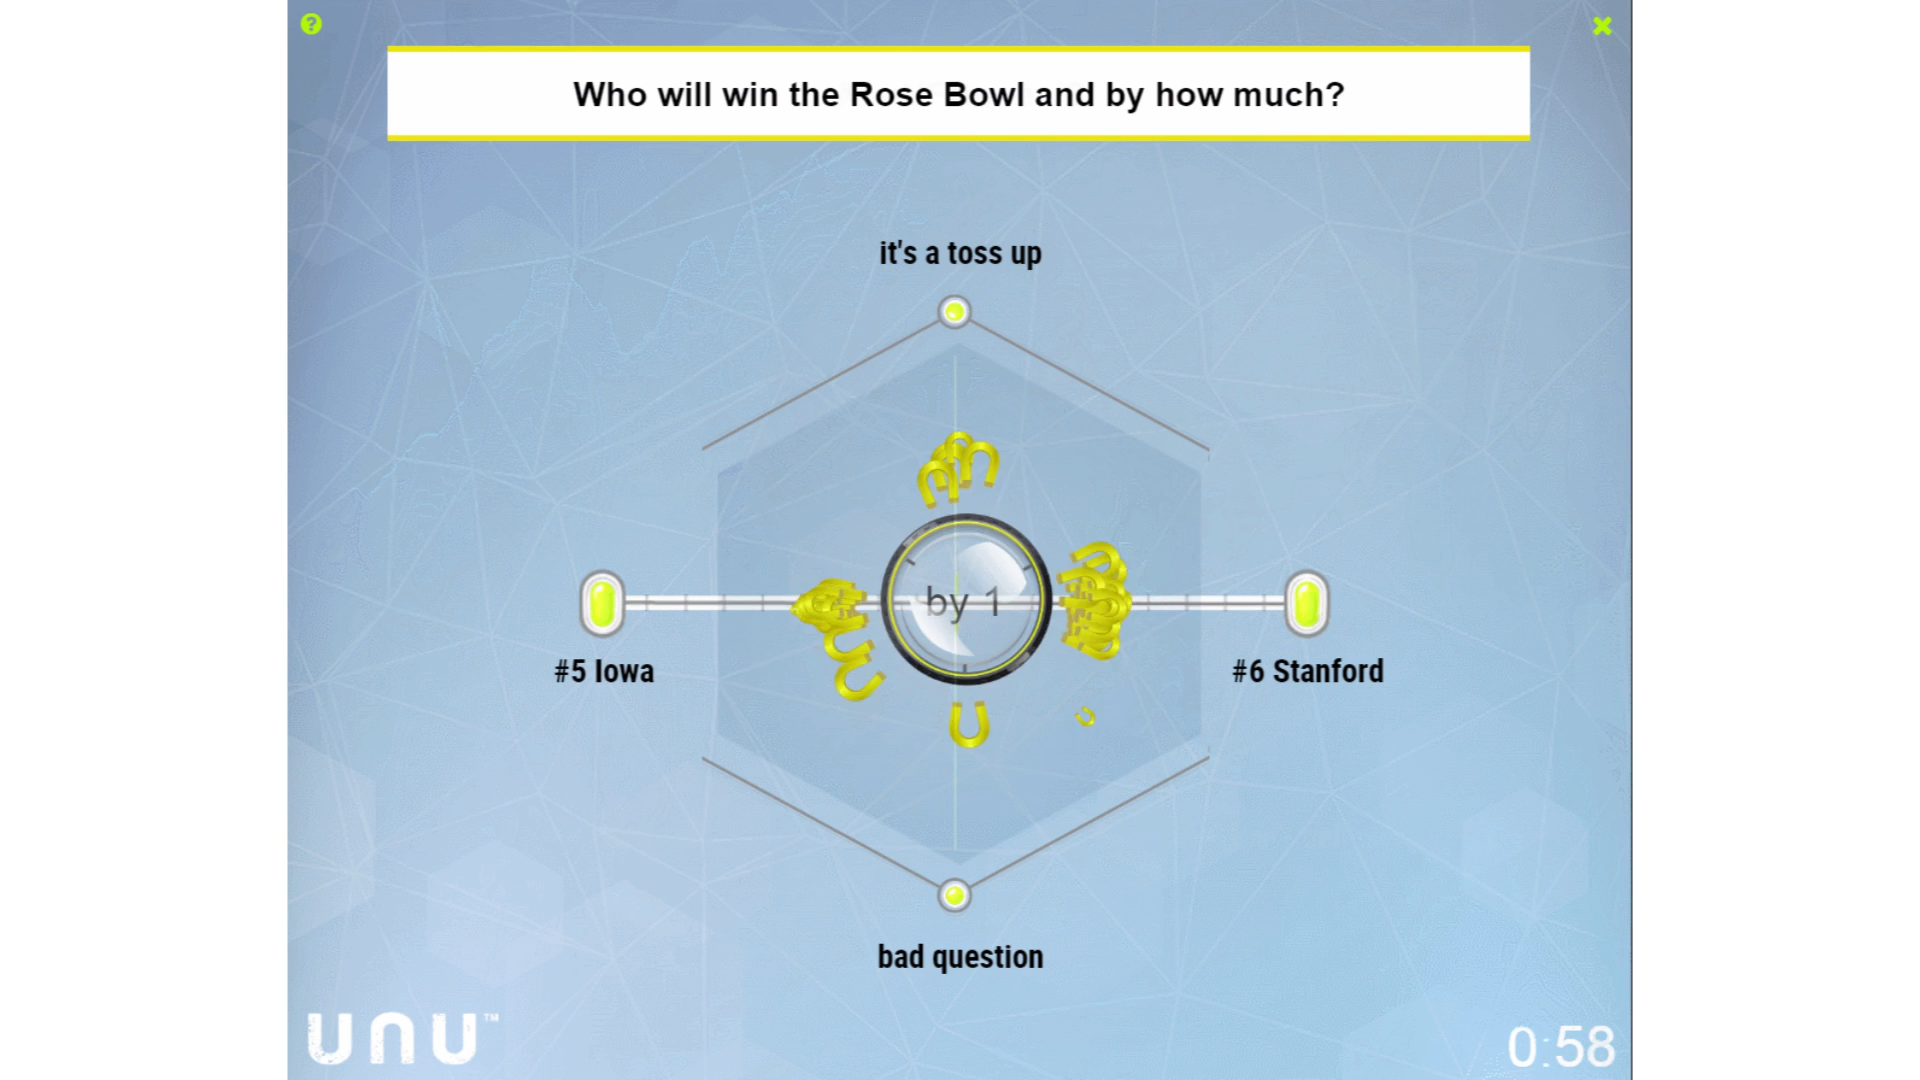 ?
Who will win the Rose Bowl and by how much?
it's a toss up
by 1
#5 Iowa
#6 Stanford
bad question
unu™
0:58